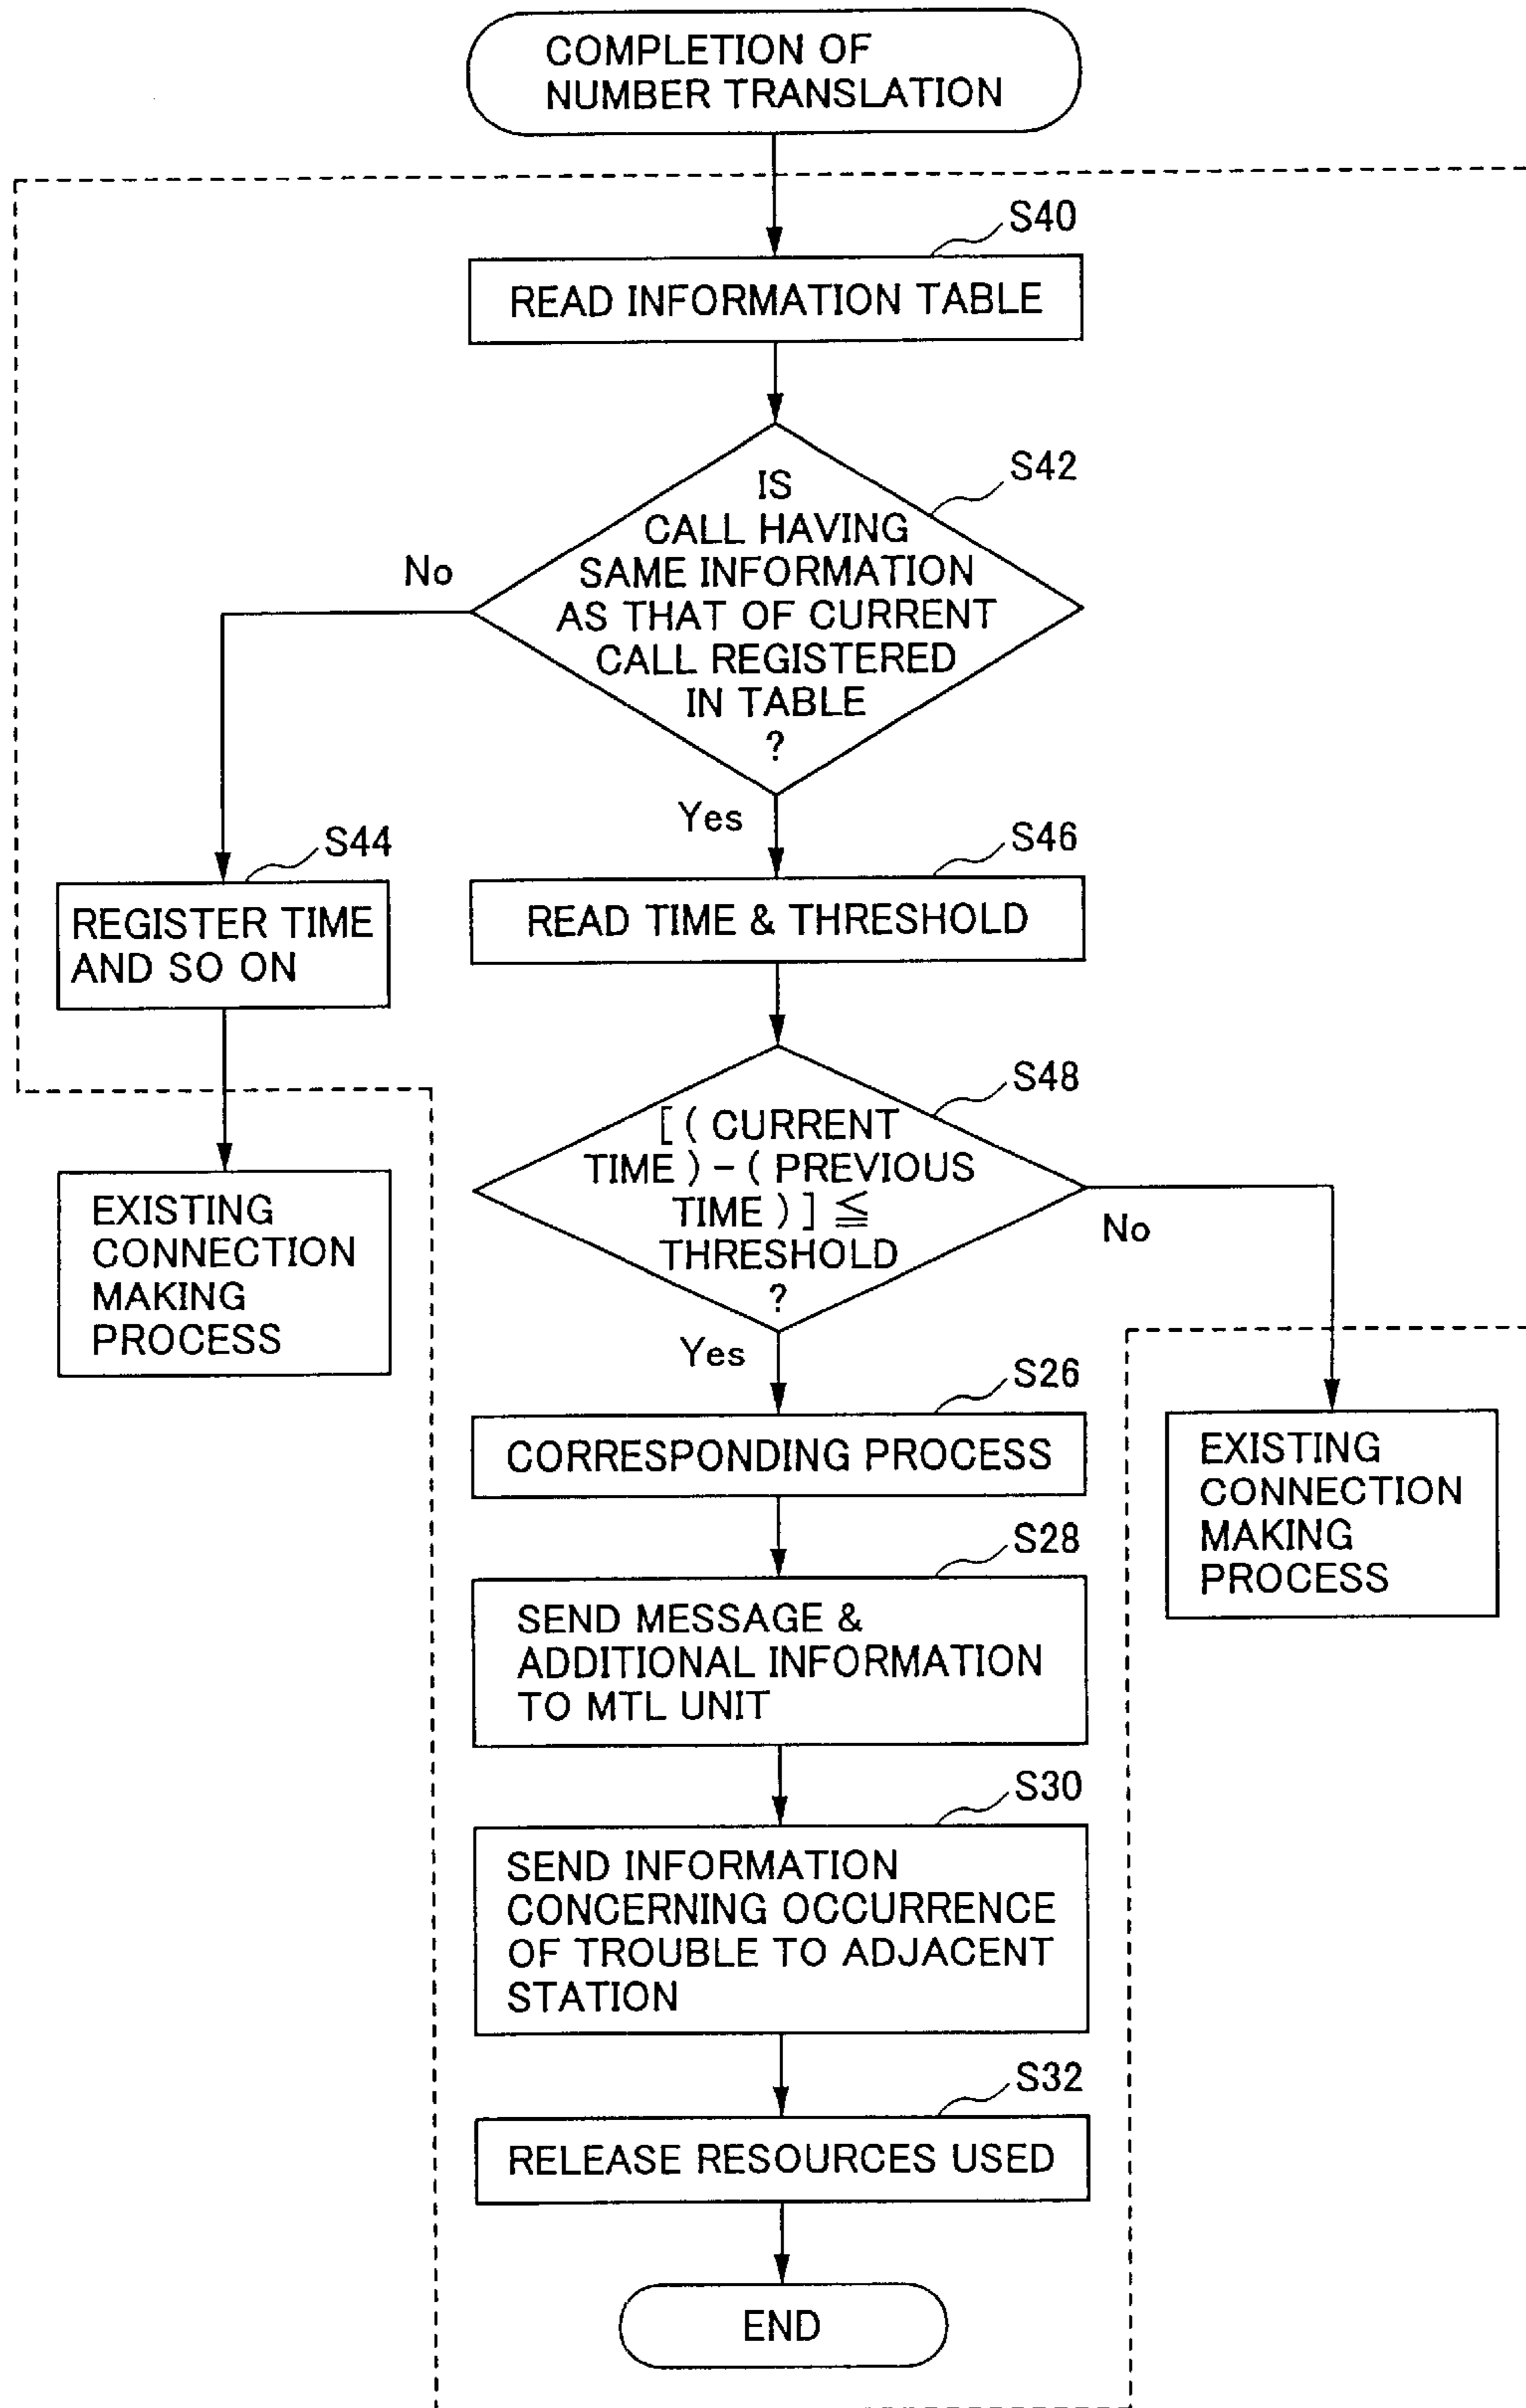 COMPLETION OF
NUMBER TRANSLATION
S40
READ INFORMATION TABLE
S42
IS
CALL HAVING
SAME INFORMATION
AS THAT OF CURRENT
CALL REGISTERED
IN TABLE
?
No
Yes
S44
REGISTER TIME
AND SO ON
S46
READ TIME & THRESHOLD
EXISTING
CONNECTION
MAKING
PROCESS
S48
[(CURRENT
TIME)-(PREVIOUS
TIME)]≦
THRESHOLD
?
No
Yes
S26
CORRESPONDING PROCESS
EXISTING
CONNECTION
MAKING
PROCESS
S28
SEND MESSAGE &
ADDITIONAL INFORMATION
TO MTL UNIT
S30
SEND INFORMATION
CONCERNING OCCURRENCE
OF TROUBLE TO ADJACENT
STATION
S32
RELEASE RESOURCES USED
END